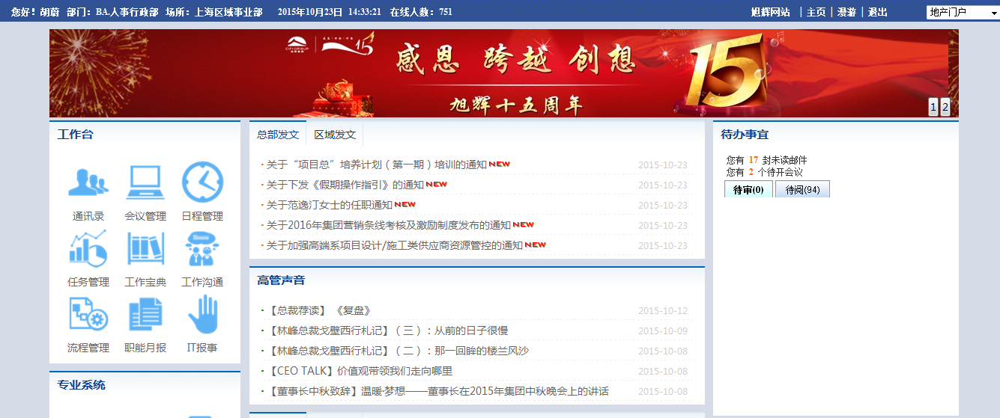 您好！胡蔚 部门：BA.人事行政部 场所：上海区域事业部 2015年10月23日 14:33:21 在线人数：751
旭辉网站 | 主页 | 漫游 | 退出 地产门户
CIFI GROUP
15
感恩 跨越 创想
旭辉十五周年
15
1 2
工作台
通讯录 会议管理 日程管理
任务管理 工作宝典 工作沟通
流程管理 职能月报 IT报事
专业系统
总部发文 区域发文
· 关于“项目总”培养计划（第一期）培训的通知 NEW 2015-10-23
· 关于下发《假期操作指引》的通知 NEW 2015-10-23
· 关于范逸汀女士的任职通知 NEW 2015-10-23
· 关于2016年集团营销条线考核及激励制度发布的通知 NEW 2015-10-23
· 关于加强高端系项目设计/施工类供应商资源管控的通知 NEW 2015-10-23
高管声音
· 【总裁荐读】 《复盘》 2015-10-12
· 【林峰总裁戈壁西行札记】（三）：从前的日子很慢 2015-10-09
· 【林峰总裁戈壁西行札记】（二）：那一回眸的楼兰风沙 2015-10-08
· 【CEO TALK】价值观带领我们走向哪里 2015-10-08
· 【董事长中秋致辞】温暖·梦想——董事长在2015年集团中秋晚会上的讲话 2015-10-08
待办事宜
您有 17 封未读邮件
您有 2 个待开会议
待审(0) 待阅(94)